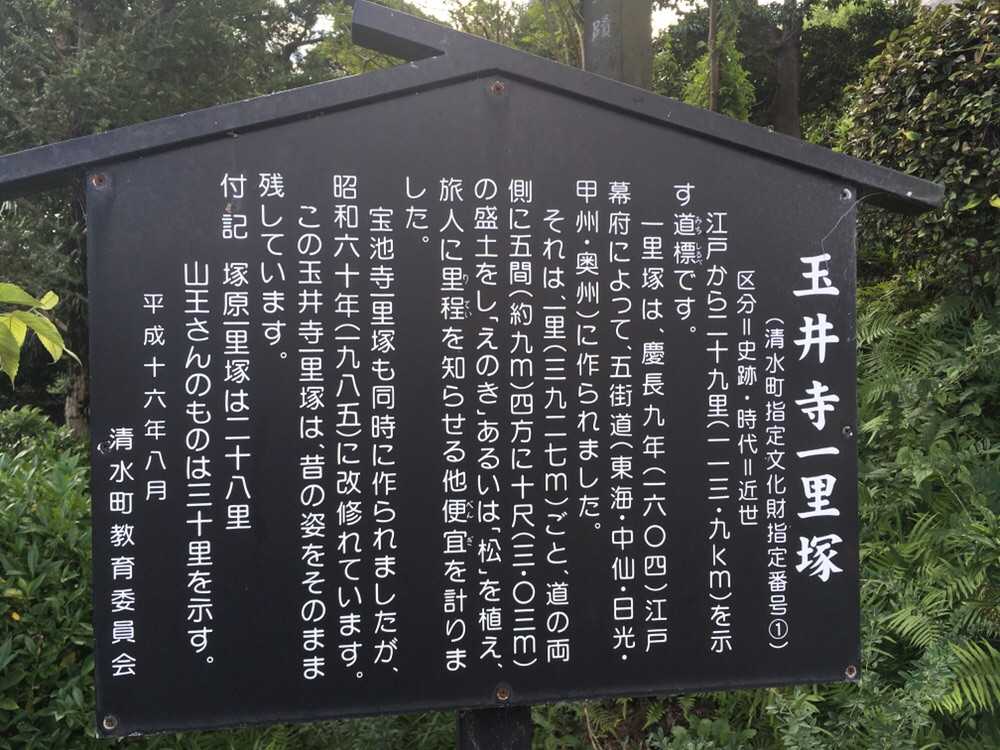 玉井寺一里塚
(清水町指定文化財指定番号①)
区分=史跡・時代=近世
江戸から二十九里(一一三・九km)を示
す道標です。
一里塚は、慶長九年(一六〇四)江戸
幕府によって、五街道(東海・中仙・日光・
甲州・奥州)に作られました。
それは、一里(三九二七m)ごと、道の両
側に五間(約九m)四方に十尺(三・〇三m)
の盛土をし「えのき」あるいは、「松」を植え、
旅人に里程を知らせる他便宜を計りま
した。
宝池寺一里塚も同時に作られましたが、
昭和六十年(一九八五)に改修れています。
この玉井寺一里塚は、昔の姿をそのまま
残しています。
付記 塚原一里塚は二十八里
山王さんのものは三十里を示す。
平成十六年八月
清水町教育委員会
蹟